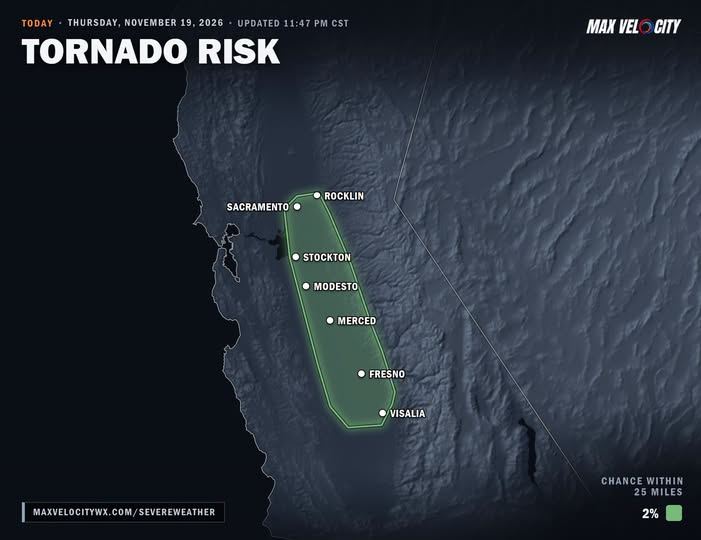 TODAY • THURSDAY, NOVEMBER 19, 2026 • UPDATED 11:47 PM CST
MAX VELOCITY
TORNADO RISK
ROCKLIN
SACRAMENTO
STOCKTON
MODESTO
MERCED
FRESNO
VISALIA
CHANCE WITHIN
25 MILES
2%
MAXVELOCITYWX.COM/SEVEREWEATHER